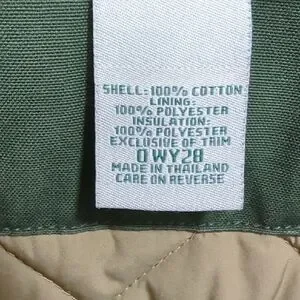 SHELL: 100% COTTON
LINING:
100% POLYESTER
INSULATION:
100% POLYESTER
EXCLUSIVE OF TRIM
0WY28
MADE IN THAILAND
CARE ON REVERSE